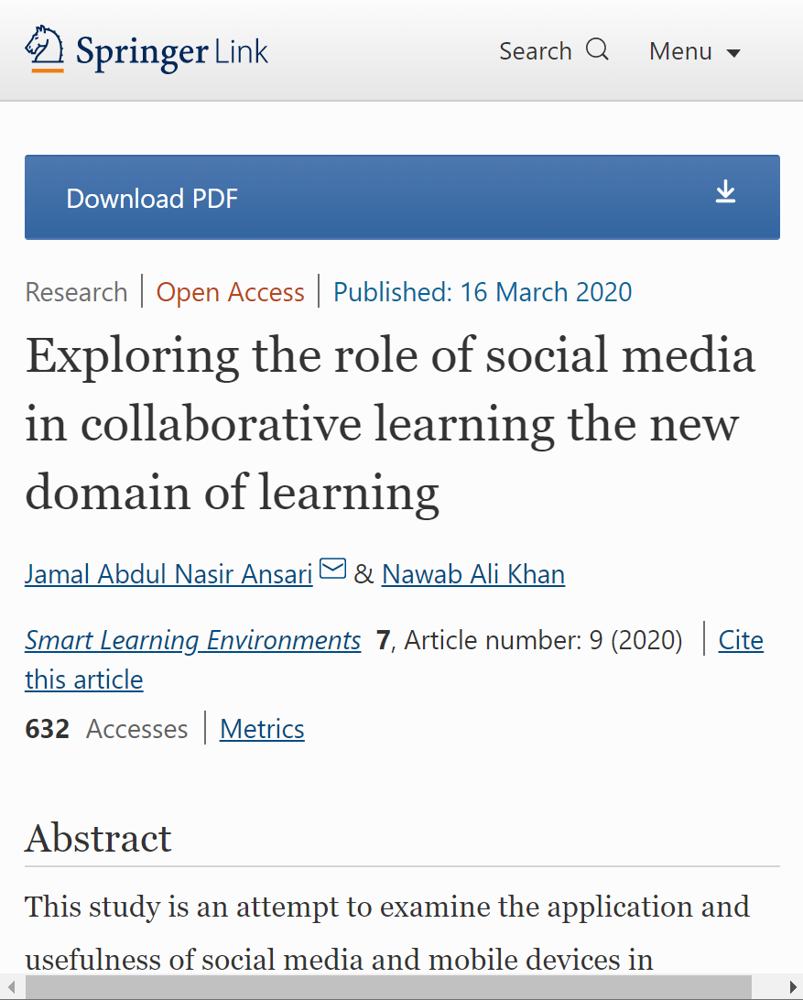 Springer Link
Search Menu
Download PDF
Research Open Access Published: 16 March 2020
Exploring the role of social media
in collaborative learning the new
domain of learning
Jamal Abdul Nasir Ansari & Nawab Ali Khan
Smart Learning Environments 7, Article number: 9 (2020) Cite
this article
632 Accesses Metrics
Abstract
This study is an attempt to examine the application and
usefulness of social media and mobile devices in